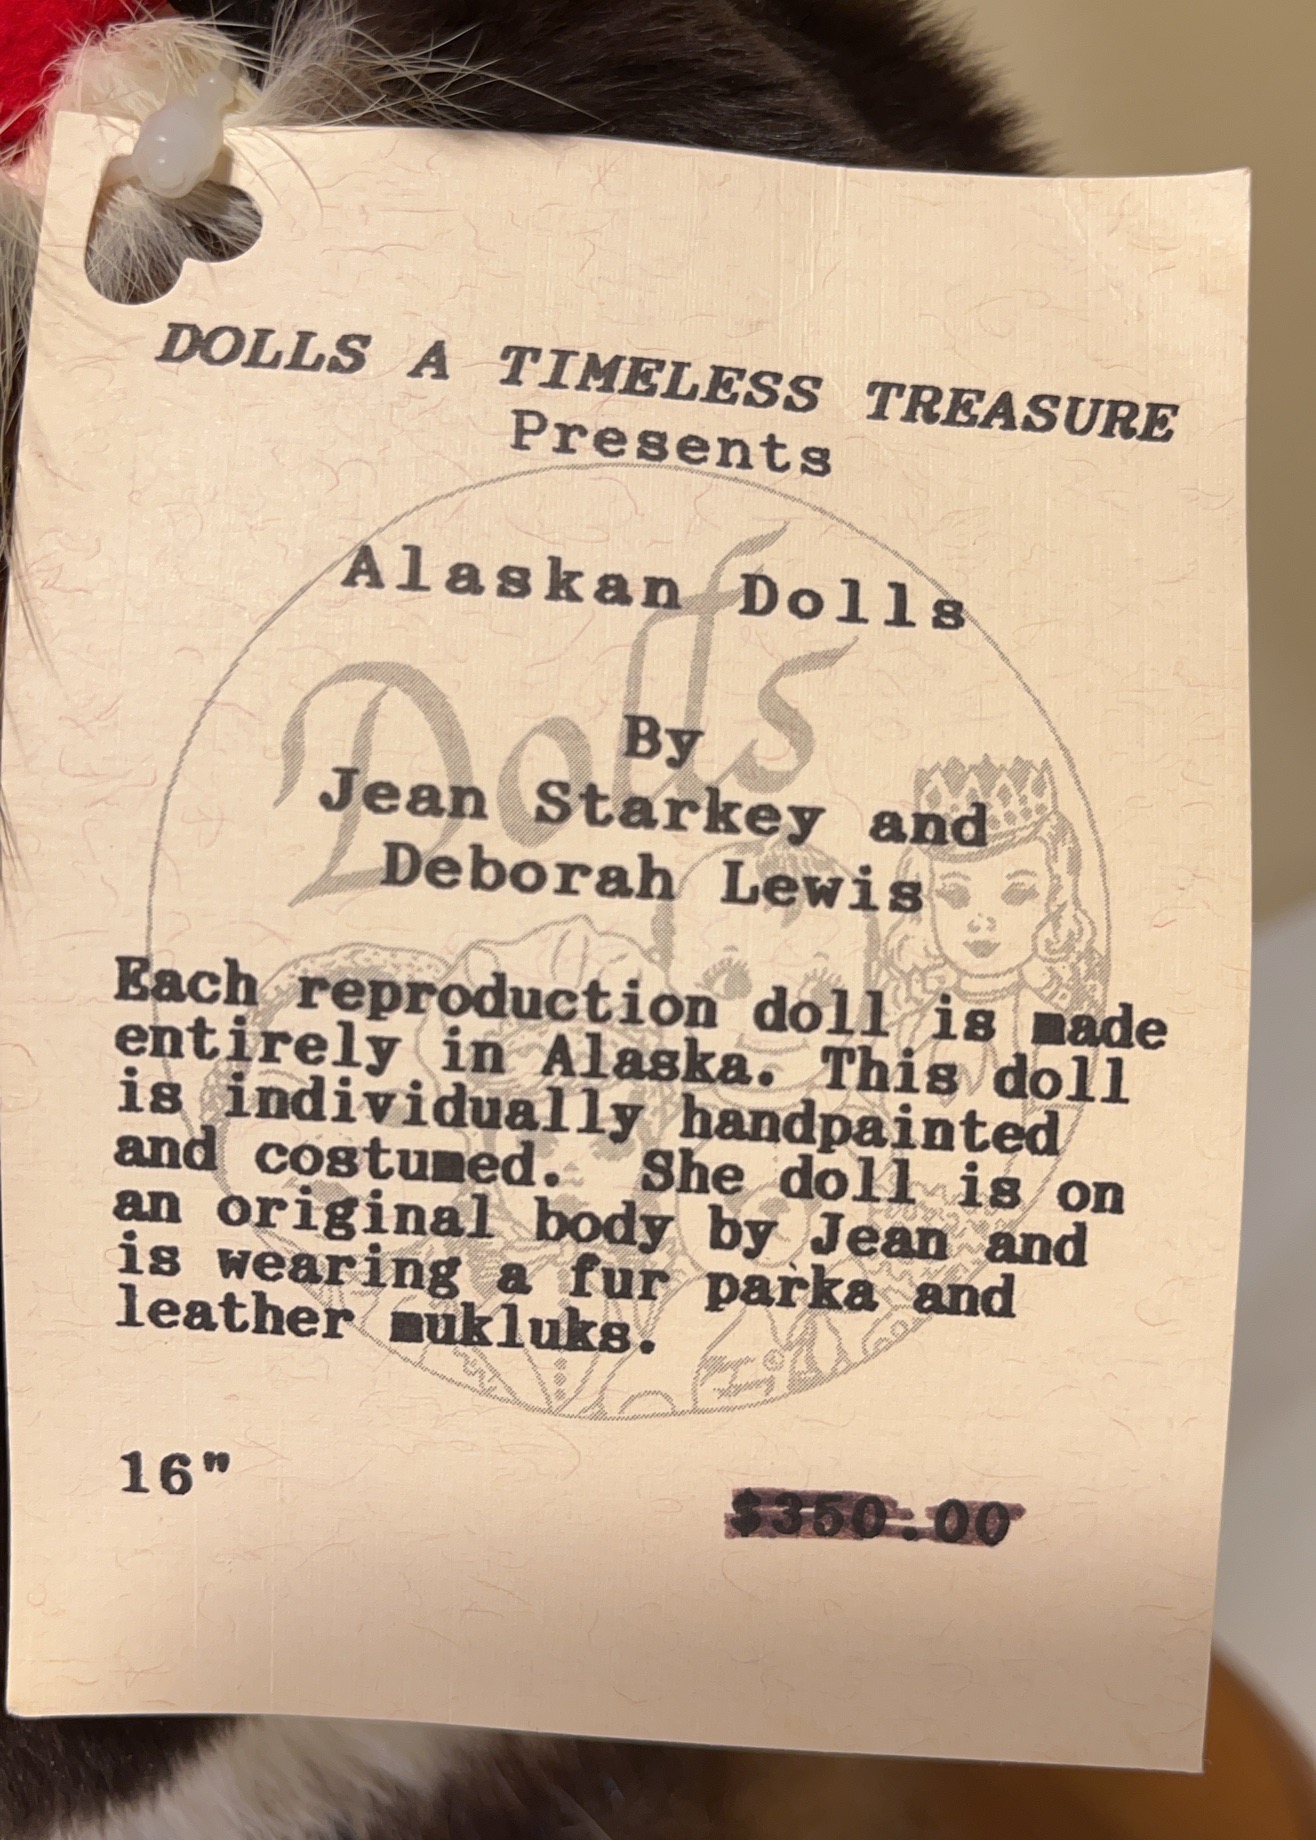 DOLLS A TIMELESS TREASURE
Presents
Alaskan Dolls
Dolls
By
Jean Starkey and
Deborah Lewis
Each reproduction doll is made
entirely in Alaska. This doll
is individually handpainted
and costumed. She doll is on
an original body by Jean and
is wearing a fur parka and
leather mukluks.
16"
$350.00